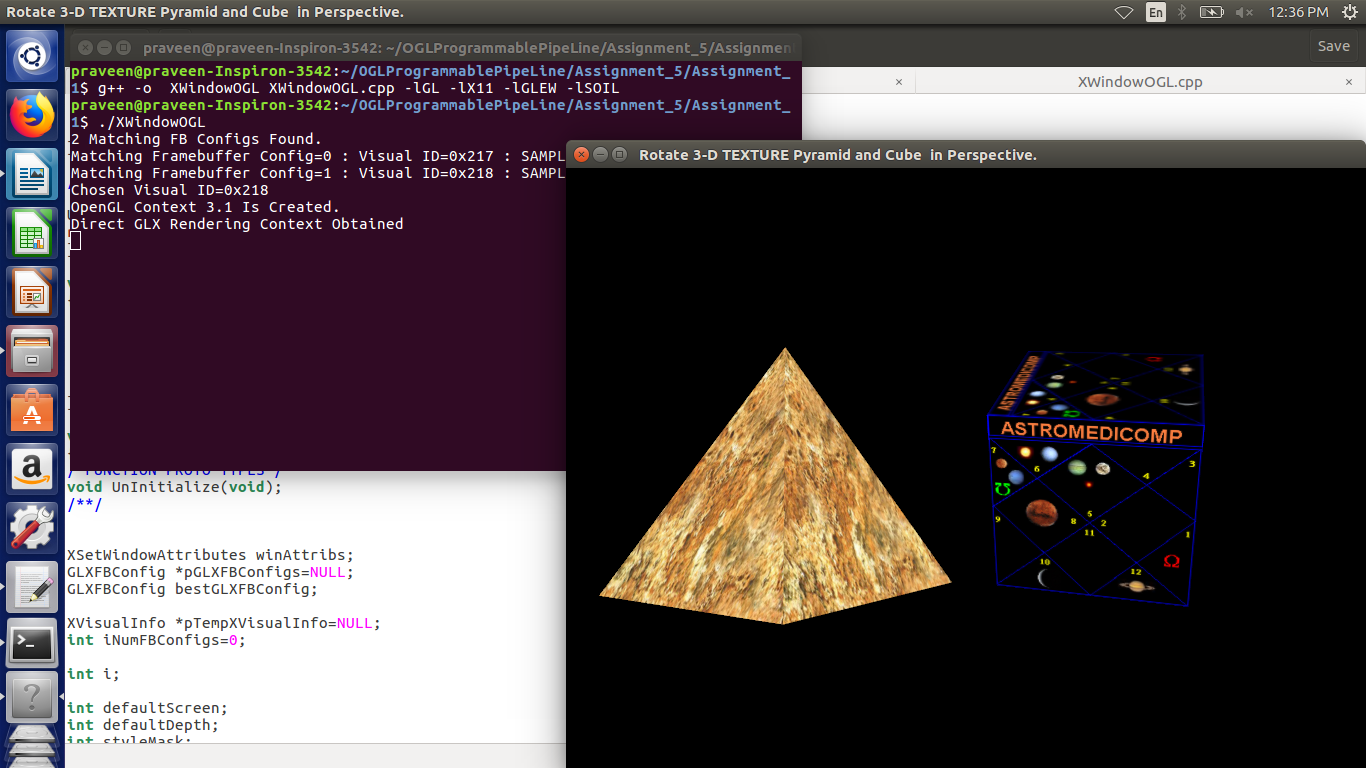 Rotate 3-D TEXTURE Pyramid and Cube  in Perspective.
En
12:36 PM
praveen@praveen-Inspiron-3542: ~/OGLProgrammablePipeLine/Assignment_5/Assignmen
Save
XWindowOGL.cpp
praveen@praveen-Inspiron-3542:~/OGLProgrammablePipeLine/Assignment_5/Assignment_
1$ g++ -o  XWindowOGL XWindowOGL.cpp -lGL -lX11 -lGLEW -lSOIL
praveen@praveen-Inspiron-3542:~/OGLProgrammablePipeLine/Assignment_5/Assignment_
1$ ./XWindowOGL
2 Matching FB Configs Found.
Matching Framebuffer Config=0 : Visual ID=0x217 : SAMPL
Matching Framebuffer Config=1 : Visual ID=0x218 : SAMPL
Chosen Visual ID=0x218
OpenGL Context 3.1 Is Created.
Direct GLX Rendering Context Obtained
void UnInitialize(void);
/**/
XSetWindowAttributes winAttribs;
GLXFBConfig *pGLXFBConfigs=NULL;
GLXFBConfig bestGLXFBConfig;
XVisualInfo *pTempXVisualInfo=NULL;
int iNumFBConfigs=0;
int i;
int defaultScreen;
int defaultDepth;
int styleMask;
Rotate 3-D TEXTURE Pyramid and Cube  in Perspective.
ASTROMEDICOMP
ASTROMEDICOMP
7
6
4
3
9
8
5
2
11
1
10
12